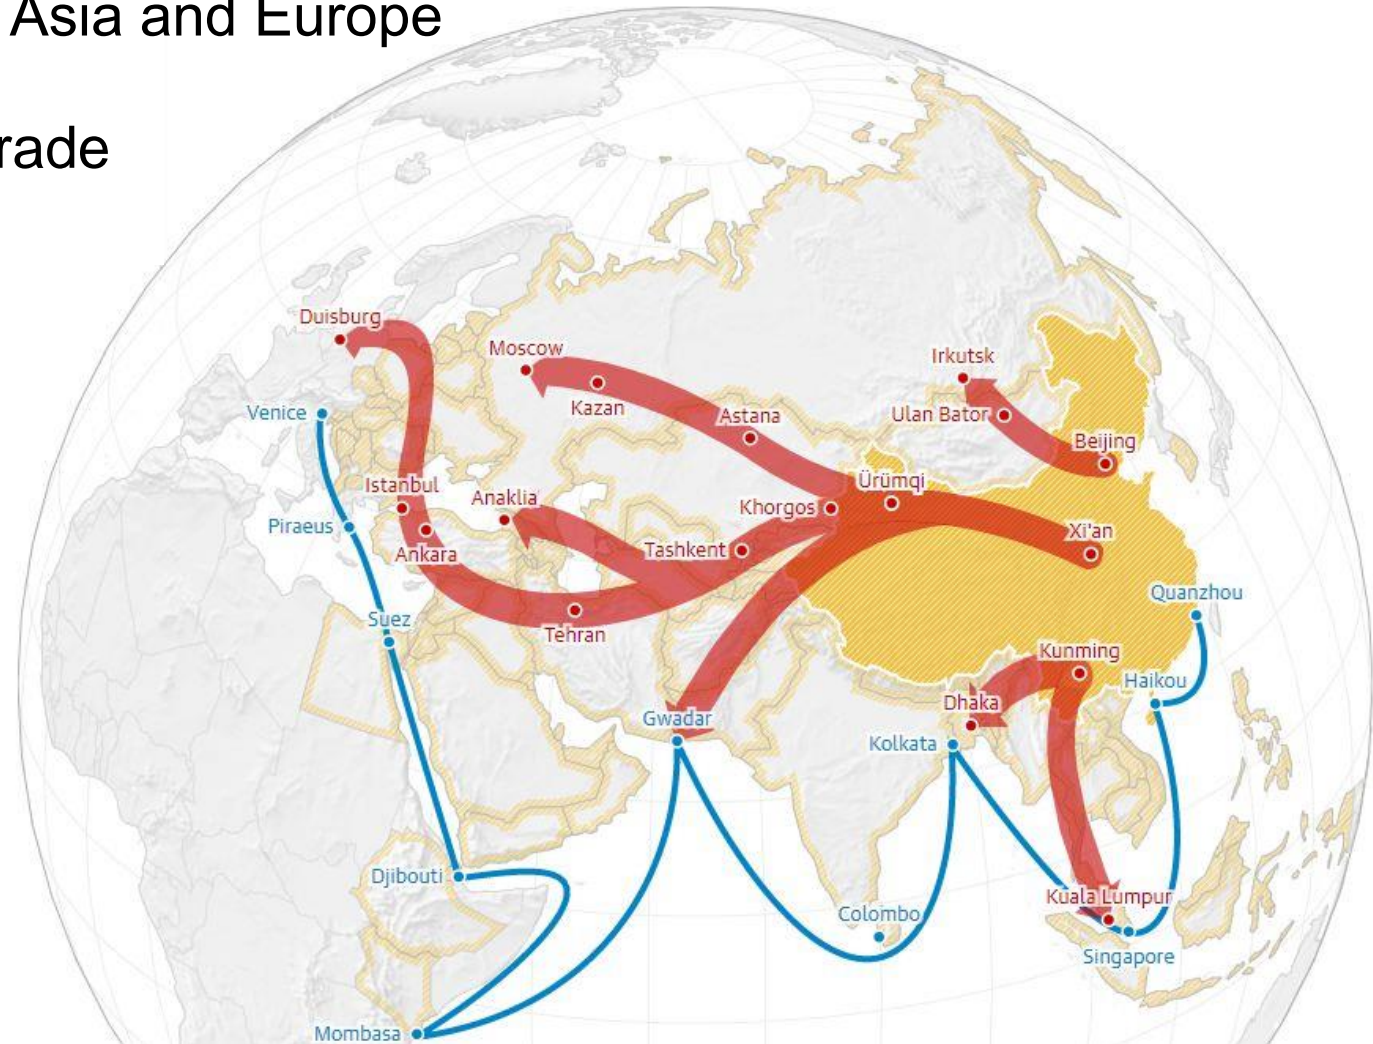 Asia and Europe
rade
Duisburg
Moscow
Irkutsk
Kazan
Venice
Astana
Ulan Bator
Beijing
Istanbul
Anaklia
Ürümqi
Khorgos
Piraeus
Ankara
Tashkent
Xi'an
Quanzhou
Suez
Tehran
Kunming
Haikou
Dhaka
Gwadar
Kolkata
Djibouti
Kuala Lumpur
Colombo
Singapore
Mombasa